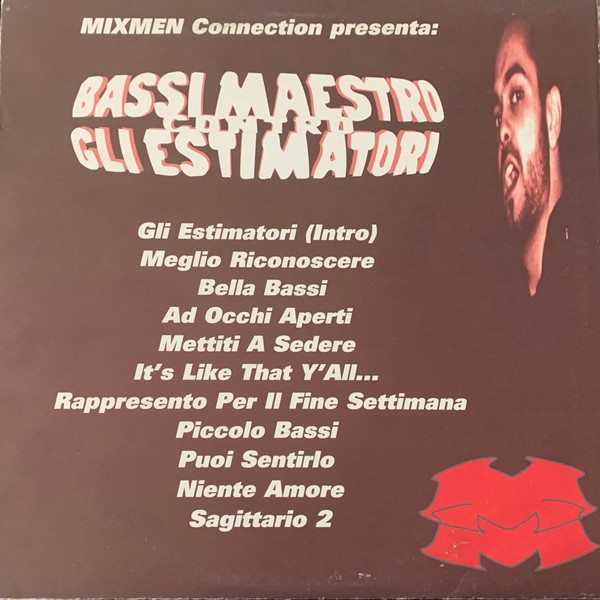 MIXMEN Connection presenta:
BASSI MAESTRO
CONTRO
GLI ESTIMATORI
Gli Estimatori (Intro)
Meglio Riconoscere
Bella Bassi
Ad Occhi Aperti
Mettiti A Sedere
It's Like That Y'All...
Rappresento Per Il Fine Settimana
Piccolo Bassi
Puoi Sentirlo
Niente Amore
Sagittario 2